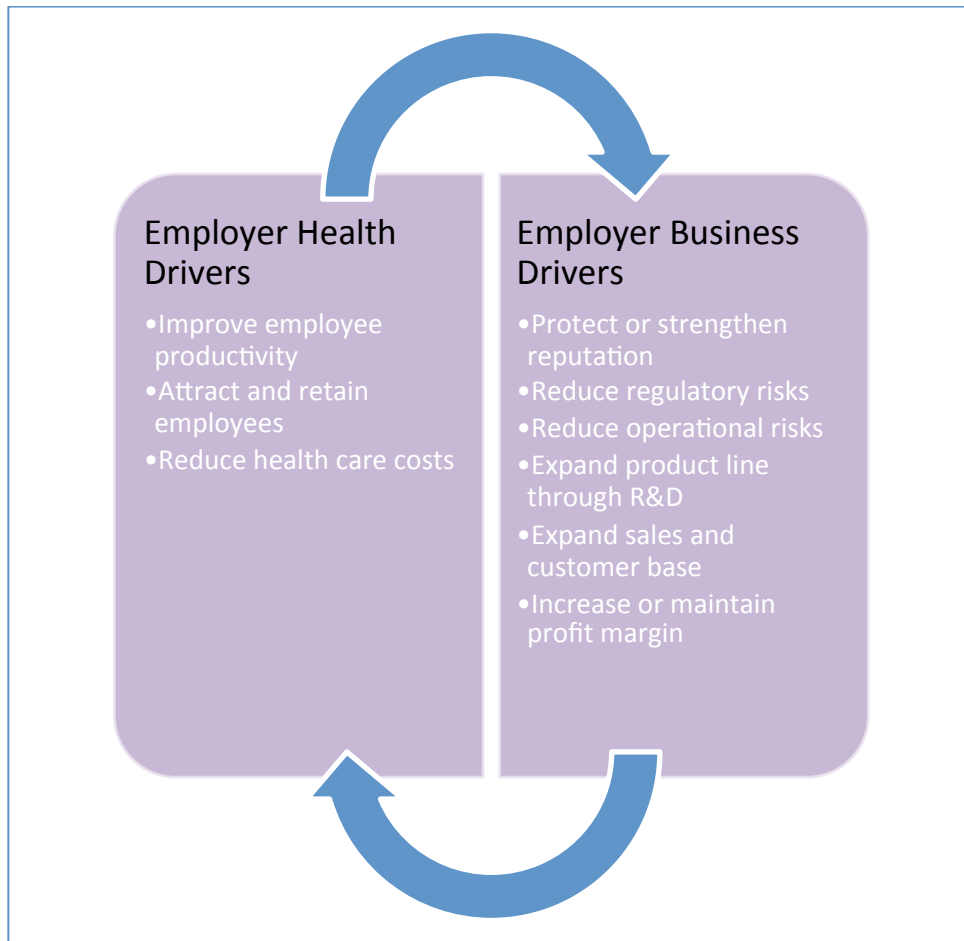 Employer Health
Drivers
•Improve employee
productivity
•Attract and retain
employees
•Reduce health care costs
Employer Business
Drivers
•Protect or strengthen
reputation
•Reduce regulatory risks
•Reduce operational risks
•Expand product line
through R&D
•Expand sales and
customer base
•Increase or maintain
profit margin